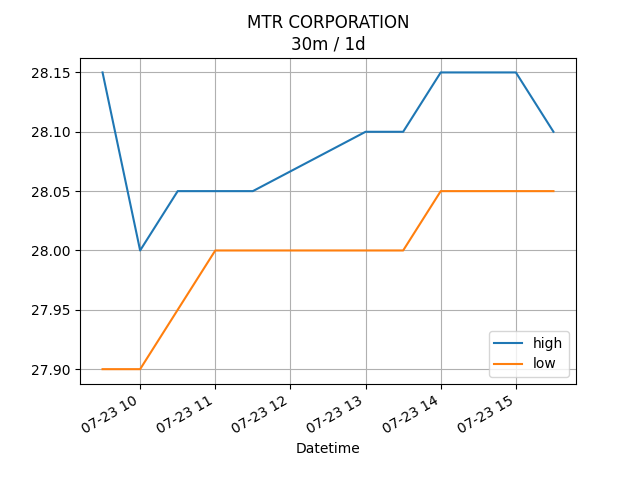 MTR CORPORATION
30m / 1d
28.15
28.10
28.05
28.00
27.95
27.90
high
low
07-23 10
07-23 11
07-23 12
07-23 13
07-23 14
07-23 15
Datetime